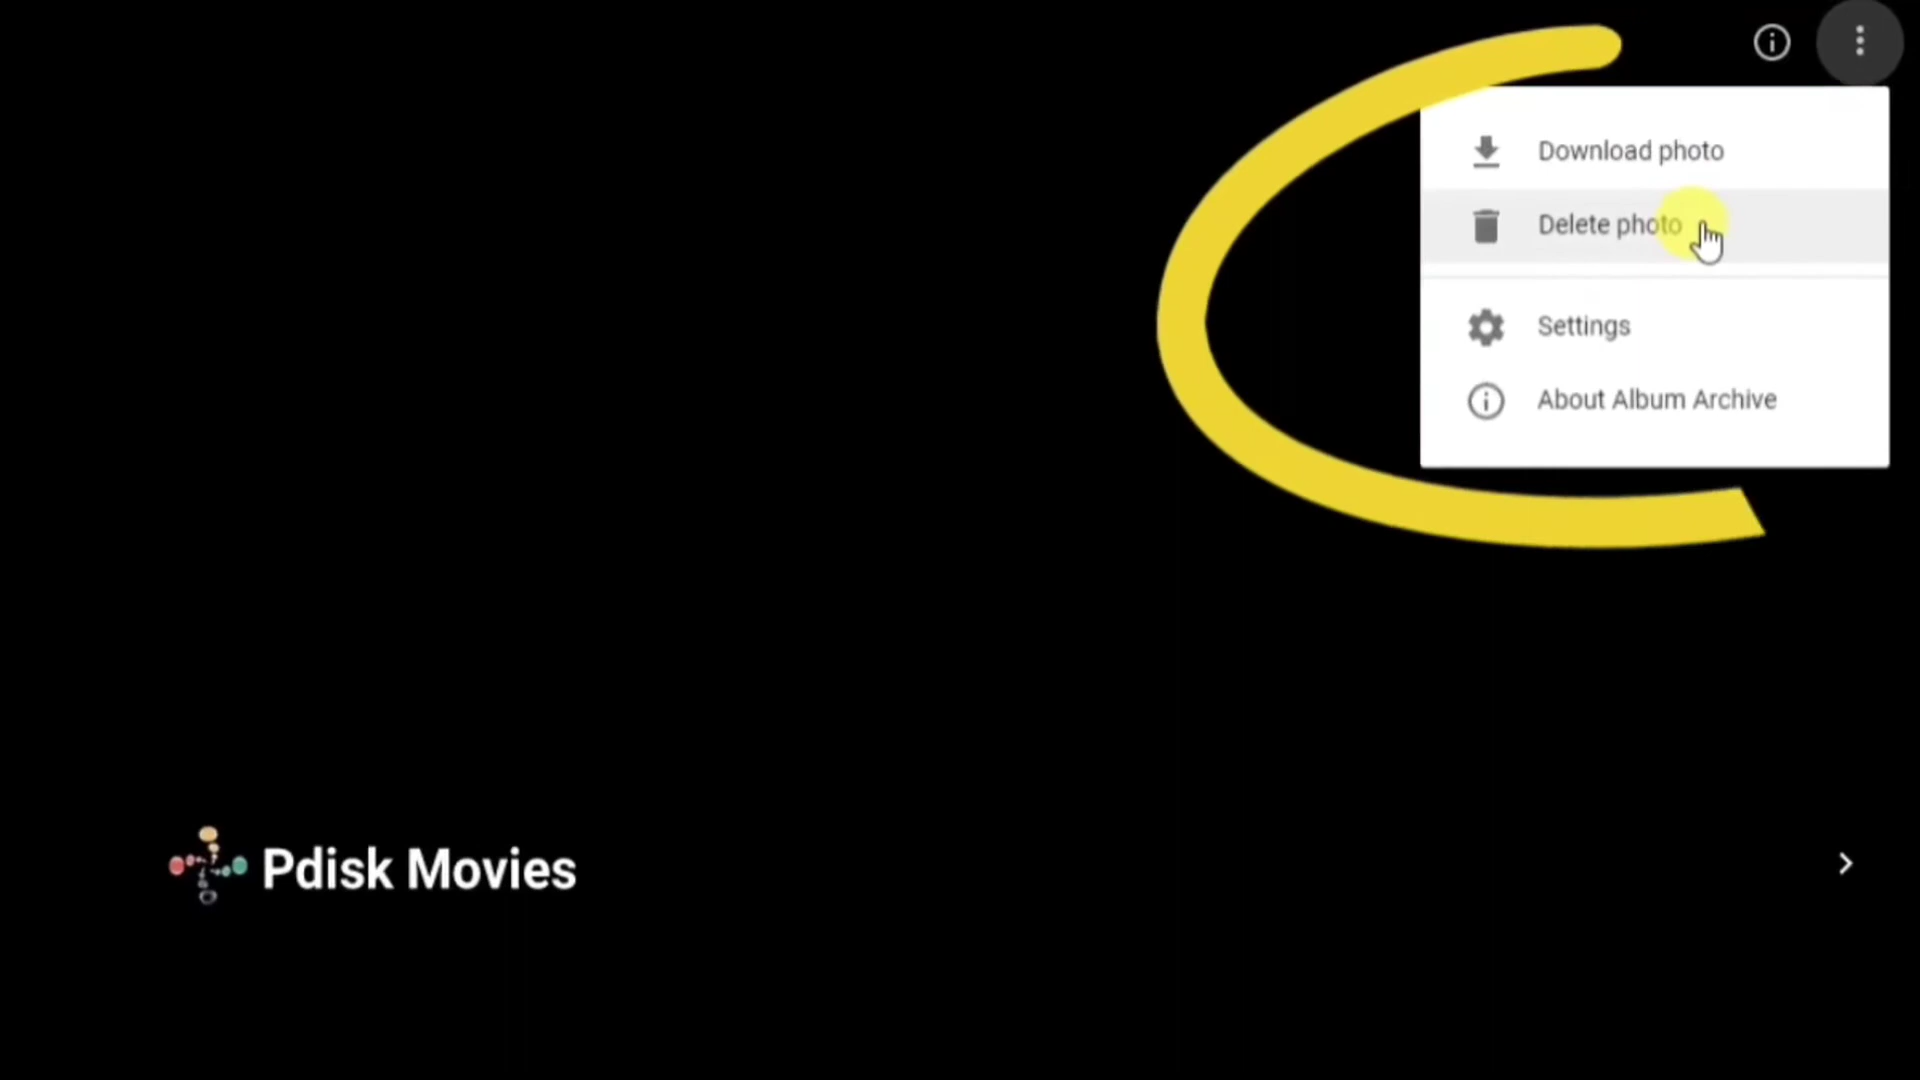 Download photo
Delete photo
Settings
About Album Archive
Pdisk Movies